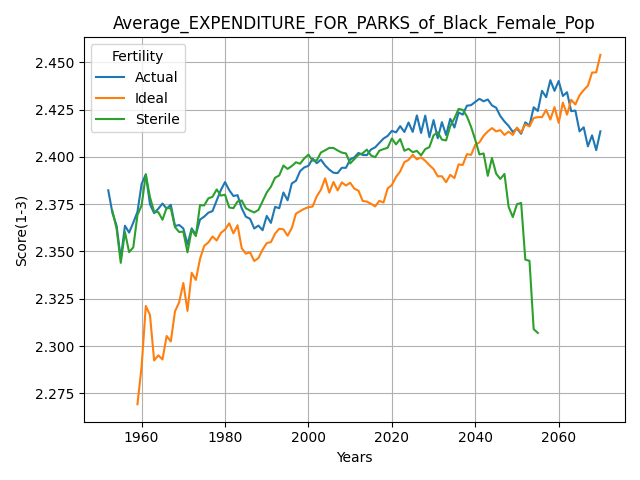 Average_EXPENDITURE_FOR_PARKS_of_Black_Female_Pop
Fertility
Actual
Ideal
Sterile
2.450
2.425
2.400
2.375
2.350
2.325
2.300
2.275
Score(1-3)
1960 1980 2000 2020 2040 2060
Years